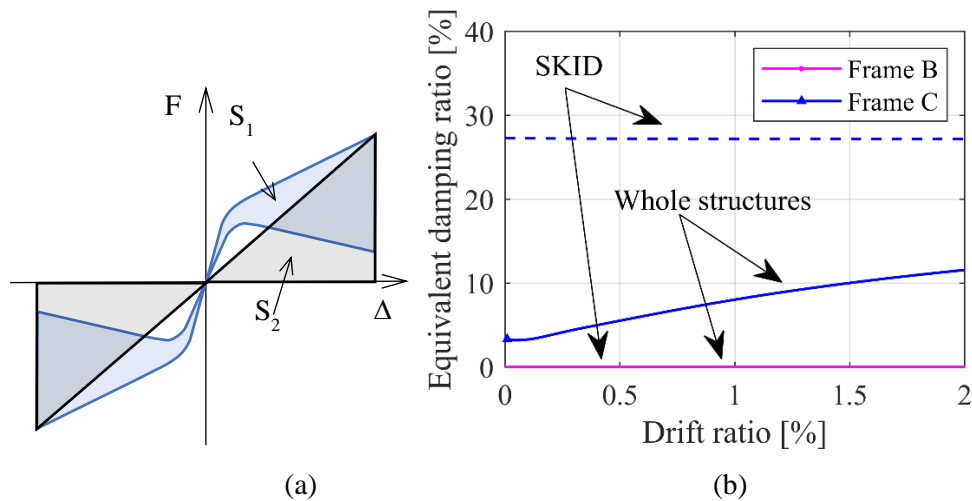 F
S1
S2
Δ
(a)
Equivalent damping ratio [%]
40
30
20
10
0
SKID
Whole structures
Frame B
Frame C
0
0.5
1
1.5
2
Drift ratio [%]
(b)